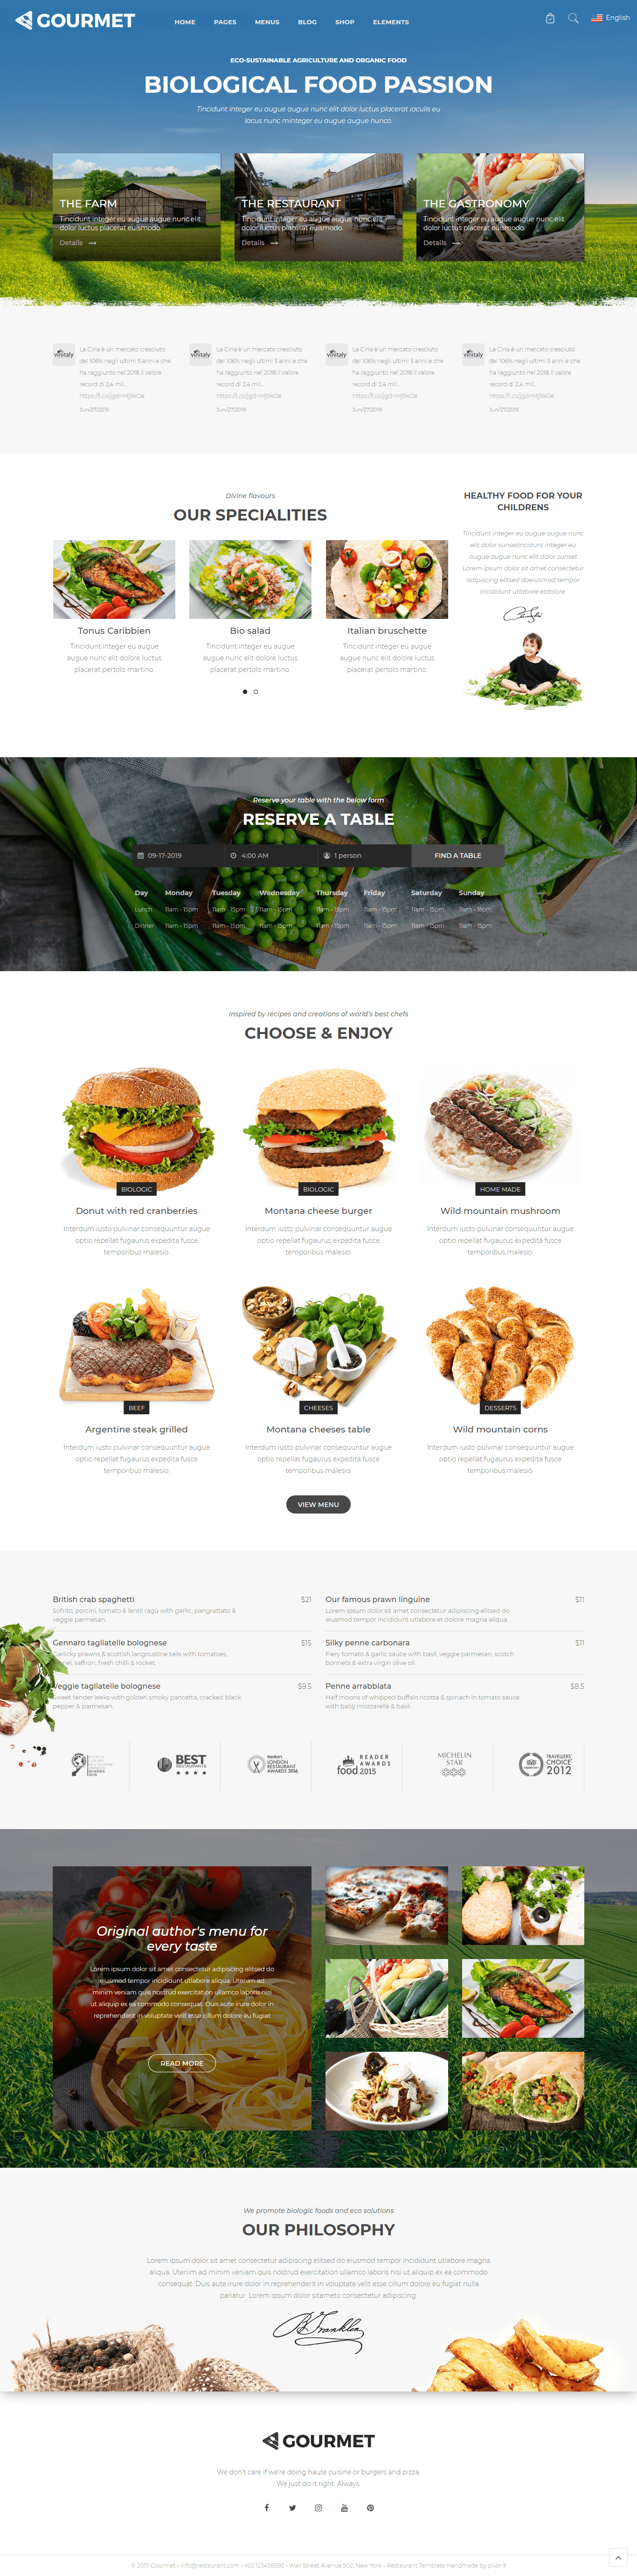 GOURMET
HOME PAGES MENUS BLOG SHOP ELEMENTS
English
ECO-SUSTAINABLE AGRICULTURE AND ORGANIC FOOD
BIOLOGICAL FOOD PASSION
Tincidunt integer eu augue augue nunc elit dolor luctus placerat iaculis eu
lacus nunc minteger eu augue augue nunco.
THE FARM
Tincidunt integer eu augue augue nunc elit
dolor luctus placerat euismodo.
Details
THE RESTAURANT
Tincidunt integer eu augue augue nunc elit
dolor luctus placerat euismodo.
Details
THE GASTRONOMY
Tincidunt integer eu augue augue nunc elit
dolor luctus placerat euismodo.
Details
vinitaly
La Cina è un mercato cresciuto
del 106% negli ultimi 5 anni e che
ha raggiunto nel 2018 il valore
record di 2,4 mil...
Jun/27/2019
vinitaly
La Cina è un mercato cresciuto
del 106% negli ultimi 5 anni e che
ha raggiunto nel 2018 il valore
record di 2,4 mil...
Jun/27/2019
vinitaly
La Cina è un mercato cresciuto
del 106% negli ultimi 5 anni e che
ha raggiunto nel 2018 il valore
record di 2,4 mil...
Jun/27/2019
vinitaly
La Cina è un mercato cresciuto
del 106% negli ultimi 5 anni e che
ha raggiunto nel 2018 il valore
record di 2,4 mil...
Jun/27/2019
Divine flavours
OUR SPECIALITIES
Tonus Caribbien
Tincidunt integer eu augue
augue nunc elit dolore luctus
placerat pertolo martino.
Bio salad
Tincidunt integer eu augue
augue nunc elit dolore luctus
placerat pertolo martino.
Italian bruschette
Tincidunt integer eu augue
augue nunc elit dolore luctus
placerat pertolo martino.
HEALTHY FOOD FOR YOUR
CHILDRENS
Tincidunt integer eu augue augue nunc
elit dolor sunselincidunt integer eu
augue augue nunc elit dolor sunset
Lorem ipsum dolor sit amet consectetur
adipiscing elitsed doeiusmod tempor
incididunt utlabore etdolore.
Reserve your table with the below form
RESERVE A TABLE
09-17-2019 4:00 AM 1 person FIND A TABLE
Day Monday Tuesday Wednesday Thursday Friday Saturday Sunday
Lunch 11am - 15pm 11am - 15pm 11am - 15pm 11am - 15pm 11am - 15pm 11am - 15pm 11am - 15pm
Dinner 11am - 15pm 11am - 15pm 11am - 15pm 11am - 15pm 11am - 15pm 11am - 15pm 11am - 15pm
Inspired by recipes and creations of world's best chefs
CHOOSE & ENJOY
BIOLOGIC
Donut with red cranberries
Interdum iusto pulvinar consequuntur augue
optio repellat fugaurus expedita fusce
temporibus malesio.
BIOLOGIC
Montana cheese burger
Interdum iusto pulvinar consequuntur augue
optio repellat fugaurus expedita fusce
temporibus malesio.
HOME MADE
Wild mountain mushroom
Interdum iusto pulvinar consequuntur augue
optio repellat fugaurus expedita fusce
temporibus malesio.
BEEF
Argentine steak grilled
Interdum iusto pulvinar consequuntur augue
optio repellat fugaurus expedita fusce
temporibus malesio.
CHEESES
Montana cheeses table
Interdum iusto pulvinar consequuntur augue
optio repellat fugaurus expedita fusce
temporibus malesio.
DESSERTS
Wild mountain corns
Interdum iusto pulvinar consequuntur augue
optio repellat fugaurus expedita fusce
temporibus malesio.
VIEW MENU
British crab spaghetti $21
Sofrito, porcini, tomato & lentil ragù with garlic, pangrattato &
veggie parmesan.
Gennaro tagliatelle bolognese $15
Garlicky prawns & scottish langoustine tails with tomatoes,
saffron, fresh chilli & rocket.
Veggie tagliatelle bolognese $9.5
Sweet tender leeks with golden smoky pancetta, cracked black
pepper & parmesan.
Our famous prawn linguine $11
Lorem ipsum dolor sit amet consectetur adipiscing elitsed do
eiusmod tempor incididunt utlabore et dolore magna aliqua.
Silky penne carbonara $11
Fiery tomato & garlic sauce with basil, veggie parmesan, scotch
bonnets & extra virgin olive oil.
Penne arrabbiata $8.5
Half moons of whipped buffalo ricotta & spinach in tomato sauce
with baby mozzarella & basil.
WINNER
BEST
RESTAURANTS
LONDON
RESTAURANT
AWARDS 2016
food READER
AWARDS
2015
MICHELIN
STAR
TRAVELLERS'
CHOICE
2012
Original author's menu for
every taste
Lorem ipsum dolor sit amet consectetur adipiscing elitsed do
eiusmod tempor incididunt utlabore aliqua. Utenim ad
minim veniam quis nostrud exercitation ullamco laboris nisi
ut aliquip ex ea commodo consequat. Duis aute irure dolor in
reprehenderit in voluptate velit esse cillum dolore eu fugiat
READ MORE
We promote biologic foods and eco solutions
OUR PHILOSOPHY
Lorem ipsum dolor sit amet consectetur adipiscing elitsed do eiusmod tempor incididunt utlabore magna
aliqua. Utenim ad minim veniam quis nostrud exercitation ullamco laboris nisi ut aliquip ex ea commodo
consequat. Duis aute irure dolor in reprehenderit in voluptate velit esse cillum dolore eu fugiat nulla
pariatur. Lorem ipsum dolor sitameto consectetur adipiscing.
B Franklin
GOURMET
We don't care if we're doing haute cuisine or burgers and pizza.
We just do it right. Always.
© 2017 Gourmet - info@restaurant.com - +02 123458992 - Wall Street Avenue 502, New York - Restaurant Template Handmade by pixor.it